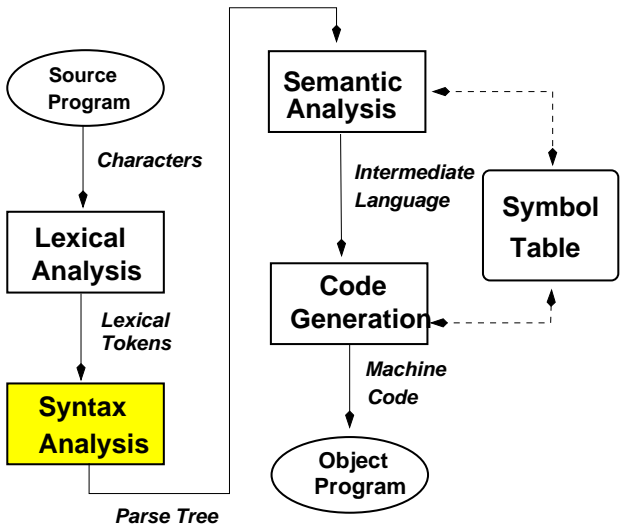 Source
Program
Characters
Lexical
Analysis
Lexical
Tokens
Syntax
Analysis
Parse Tree
Semantic
Analysis
Intermediate
Language
Symbol
Table
Code
Generation
Machine
Code
Object
Program